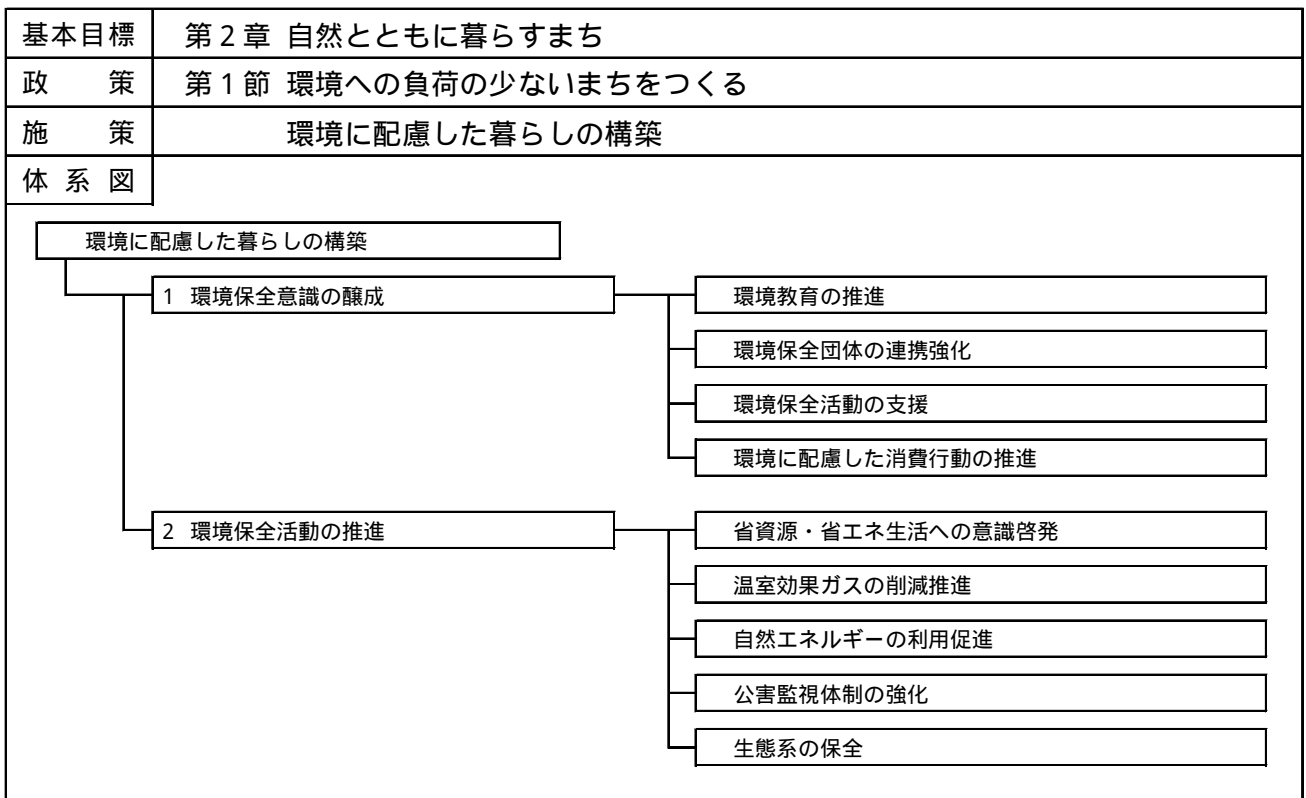 基本目標 第2章 自然とともに暮らすまち
政策 第1節 環境への負荷の少ないまちをつくる
施策 環境に配慮した暮らしの構築
体系図
環境に配慮した暮らしの構築
1 環境保全意識の醸成
環境教育の推進
環境保全団体の連携強化
環境保全活動の支援
環境に配慮した消費行動の推進
2 環境保全活動の推進
省資源・省エネ生活への意識啓発
温室効果ガスの削減推進
自然エネルギーの利用促進
公害監視体制の強化
生態系の保全